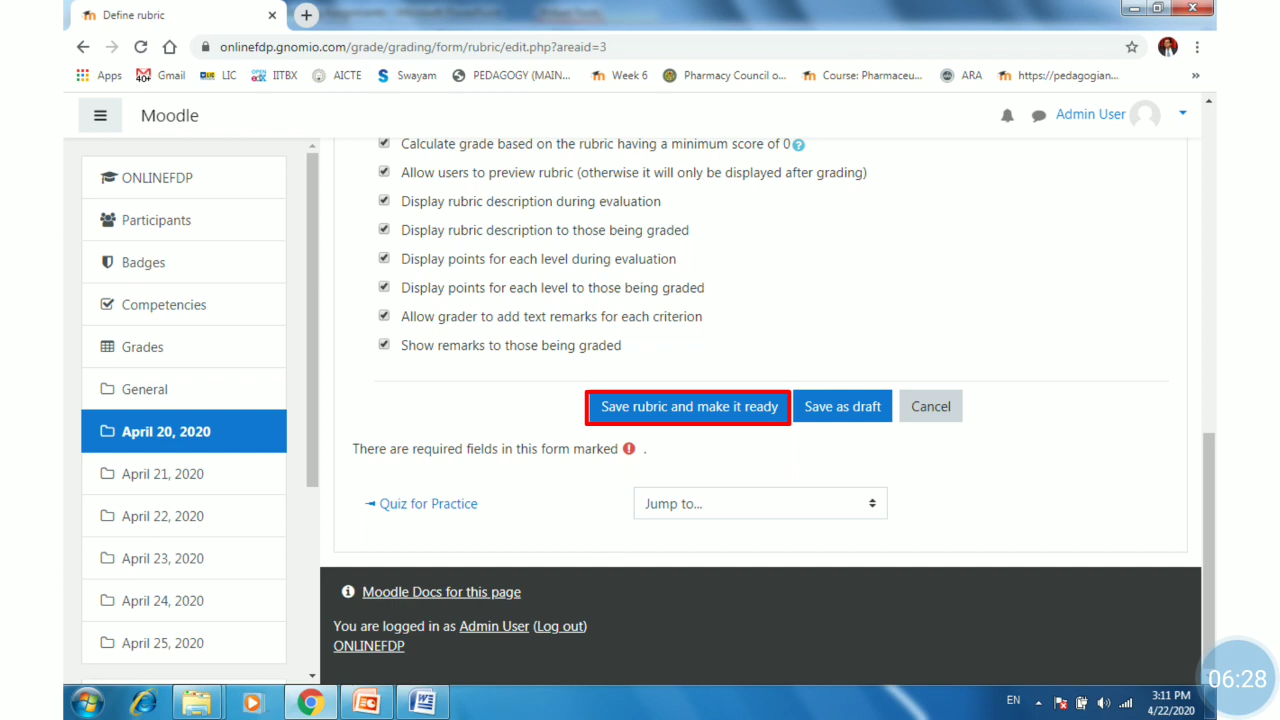 Define rubric
onlinefdp.gnomio.com/grade/grading/form/rubric/edit.php?areaid=3
Apps Gmail LIC IITBX AICTE Swayam PEDAGOGY (MAIN... Week 6 Pharmacy Council o... Course: Pharmaceu... ARA https://pedagogian... »
Moodle Admin User
Calculate grade based on the rubric having a minimum score of 0
ONLINEFDP
Participants
Badges
Competencies
Grades
General
April 20, 2020
April 21, 2020
April 22, 2020
April 23, 2020
April 24, 2020
April 25, 2020
Allow users to preview rubric (otherwise it will only be displayed after grading)
Display rubric description during evaluation
Display rubric description to those being graded
Display points for each level during evaluation
Display points for each level to those being graded
Allow grader to add text remarks for each criterion
Show remarks to those being graded
Save rubric and make it ready Save as draft Cancel
There are required fields in this form marked .
Quiz for Practice Jump to...
Moodle Docs for this page
You are logged in as Admin User (Log out)
ONLINEFDP
06:28
EN 3:11 PM
4/22/2020